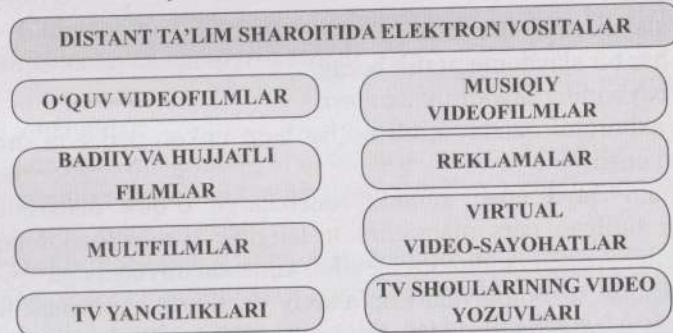 DISTANT TA'LIM SHAROITIDA ELEKTRON VOSITALAR
O‘QUV VIDEOFILMLAR
MUSIQIY
VIDEOFILMLAR
BADIIY VA HUJJATLI
FILMLAR
REKLAMALAR
MULTFILMLAR
VIRTUAL
VIDEO-SAYOHATLAR
TV YANGILIKLARI
TV SHOULARINING VIDEO
YOZUVLARI